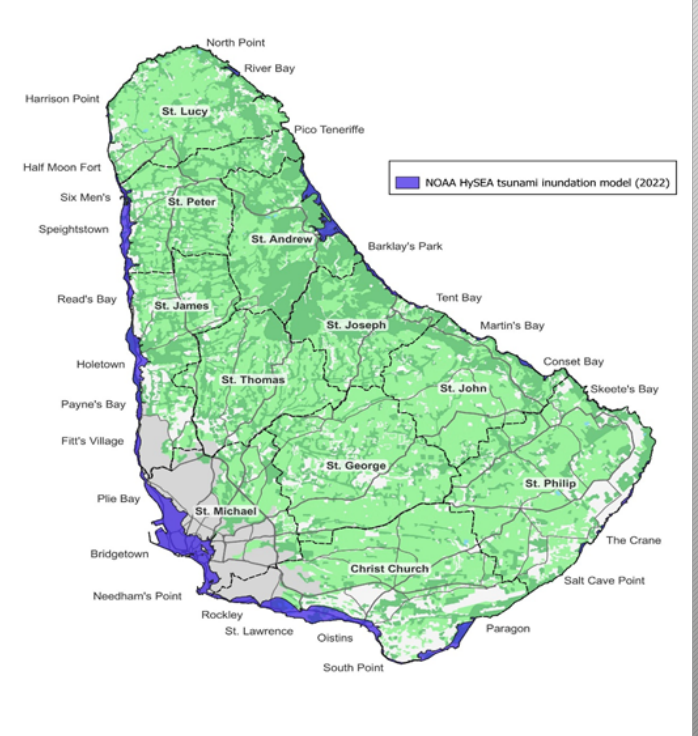 North Point
River Bay
Harrison Point
St. Lucy
Pico Teneriffe
Half Moon Fort
NOAA HySEA tsunami inundation model (2022)
Six Men's
St. Peter
Speightstown
St. Andrew
Barklay's Park
Read's Bay
Tent Bay
St. James
St. Joseph
Martin's Bay
Holetown
Conset Bay
St. Thomas
St. John
Skeete's Bay
Payne's Bay
Fitt's Village
St. George
St. Philip
Plie Bay
St. Michael
The Crane
Bridgetown
Christ Church
Salt Cave Point
Needham's Point
Rockley
Paragon
St. Lawrence
Oistins
South Point